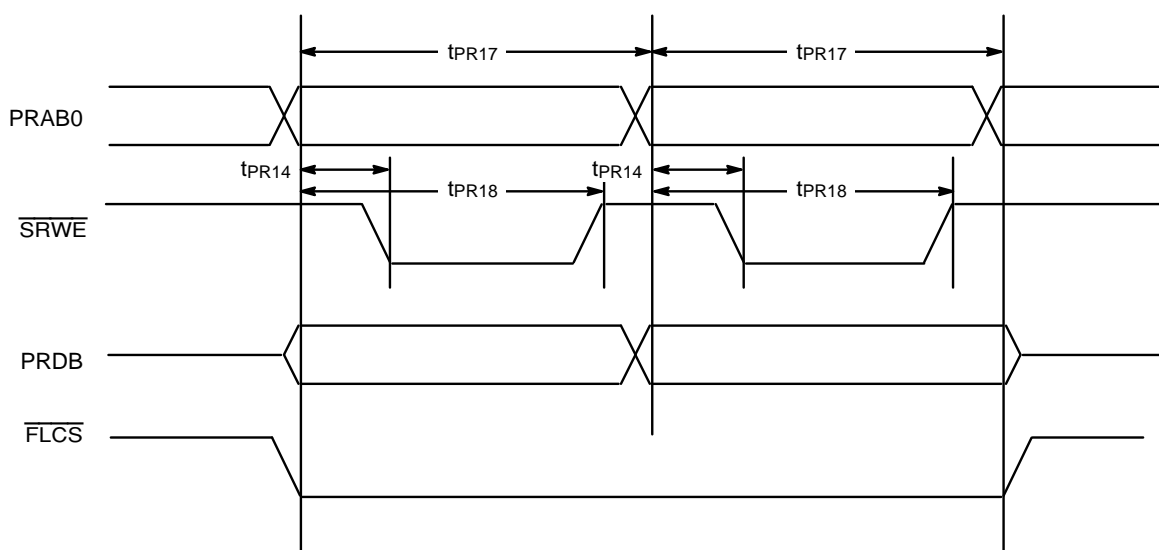 tPR17 tPR17
PRAB0
tPR14 tPR14
tPR18 tPR18
SRWE
PRDB
FLCS